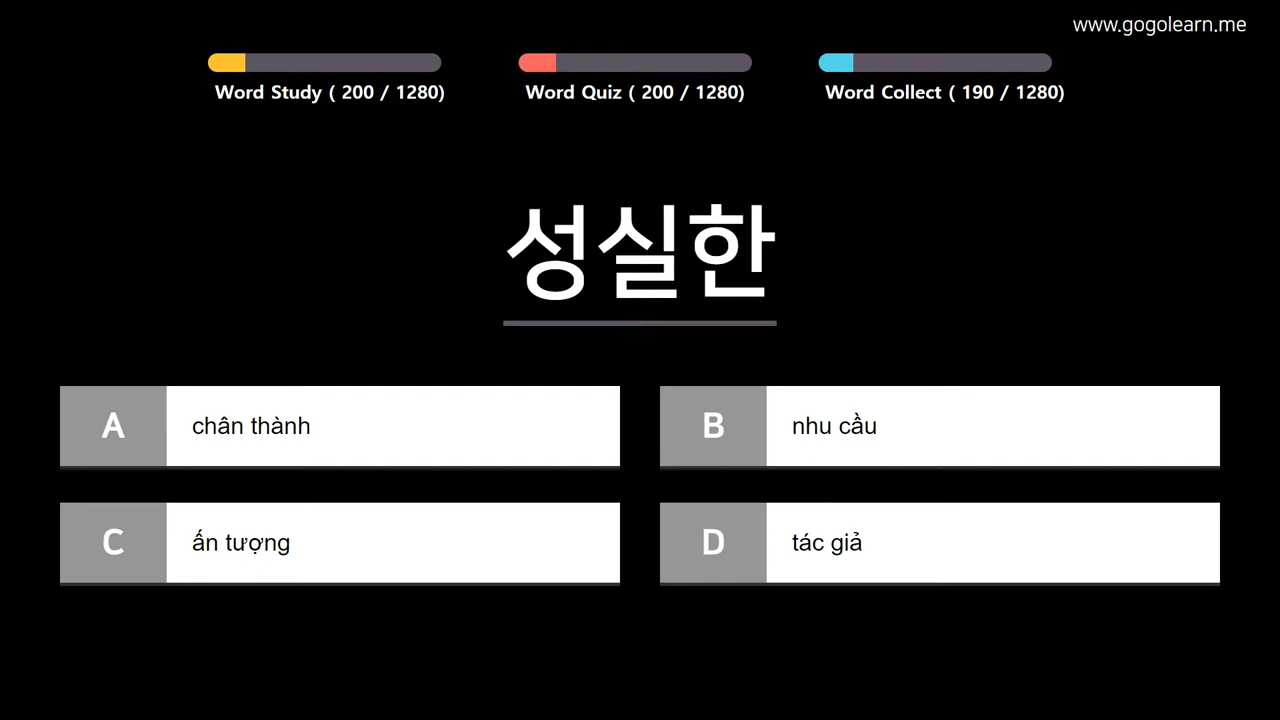 www.gogolearn.me
Word Study ( 200 / 1280)
Word Quiz ( 200 / 1280)
Word Collect ( 190 / 1280)
성실한
A chân thành
B nhu cầu
C ấn tượng
D tác giả